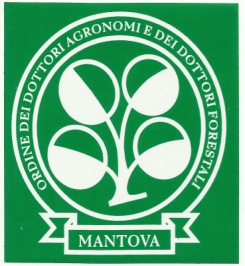 ORDINE DEI DOTTORI AGRONOMI E DEI DOTTORI FORESTALI
MANTOVA